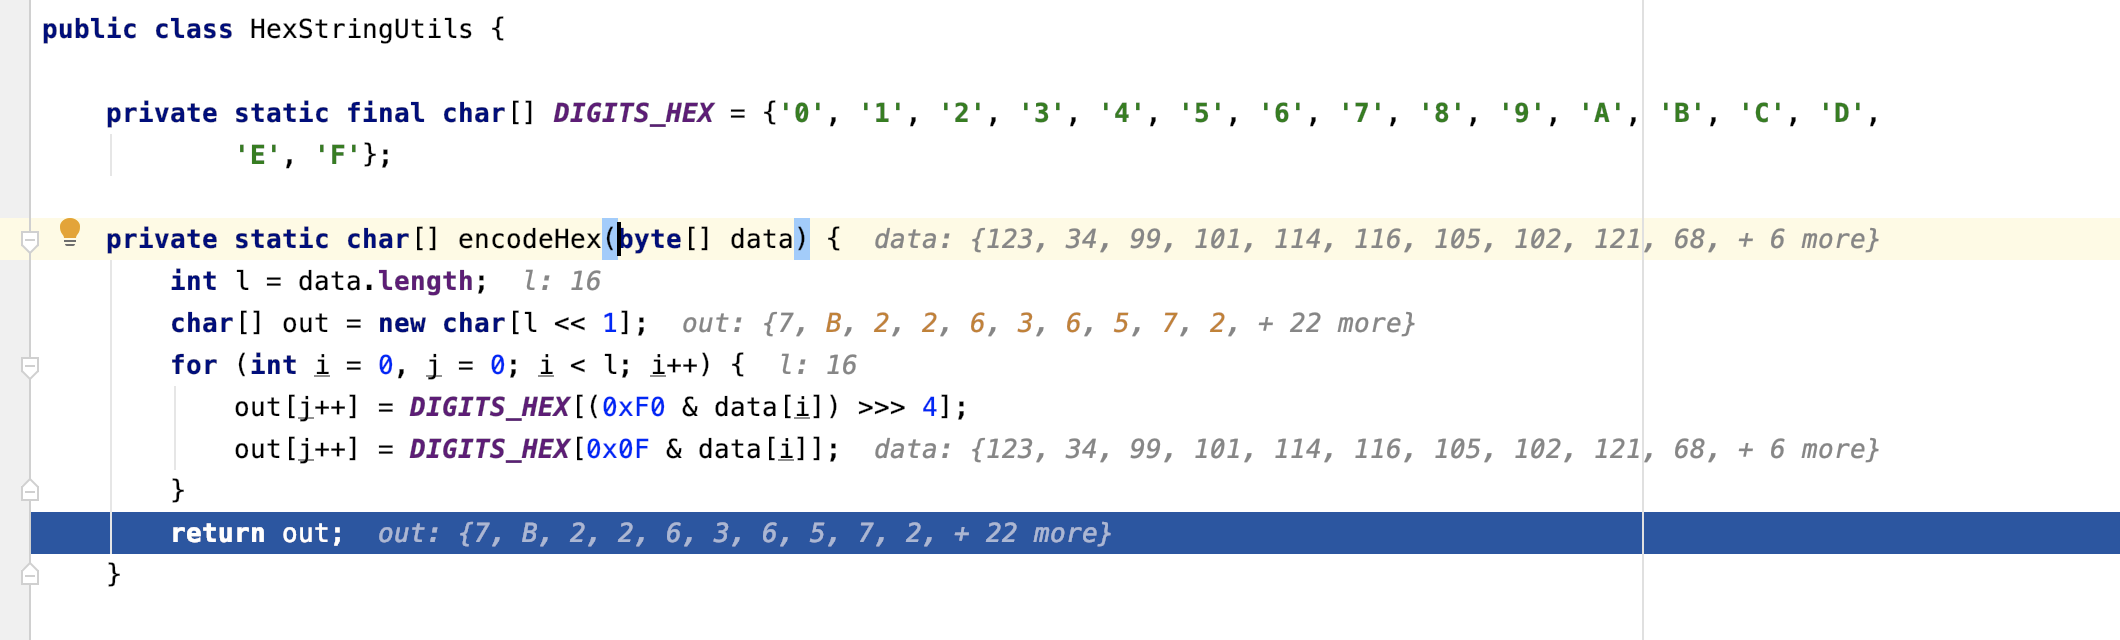 public class HexStringUtils {
private static final char[] DIGITS_HEX = {'0', '1', '2', '3', '4', '5', '6', '7', '8', '9', 'A', 'B', 'C', 'D',
'E', 'F'};
private static char[] encodeHex(byte[] data) { data: {123, 34, 99, 101, 114, 116, 105, 102, 121, 68, + 6 more}
int l = data.length; l: 16
char[] out = new char[l << 1]; out: {7, B, 2, 2, 6, 3, 6, 5, 7, 2, + 22 more}
for (int i = 0, j = 0; i < l; i++) { l: 16
out[j++] = DIGITS_HEX[(0xF0 & data[i]) >>> 4];
out[j++] = DIGITS_HEX[0x0F & data[i]]; data: {123, 34, 99, 101, 114, 116, 105, 102, 121, 68, + 6 more}
}
return out; out: {7, B, 2, 2, 6, 3, 6, 5, 7, 2, + 22 more}
}